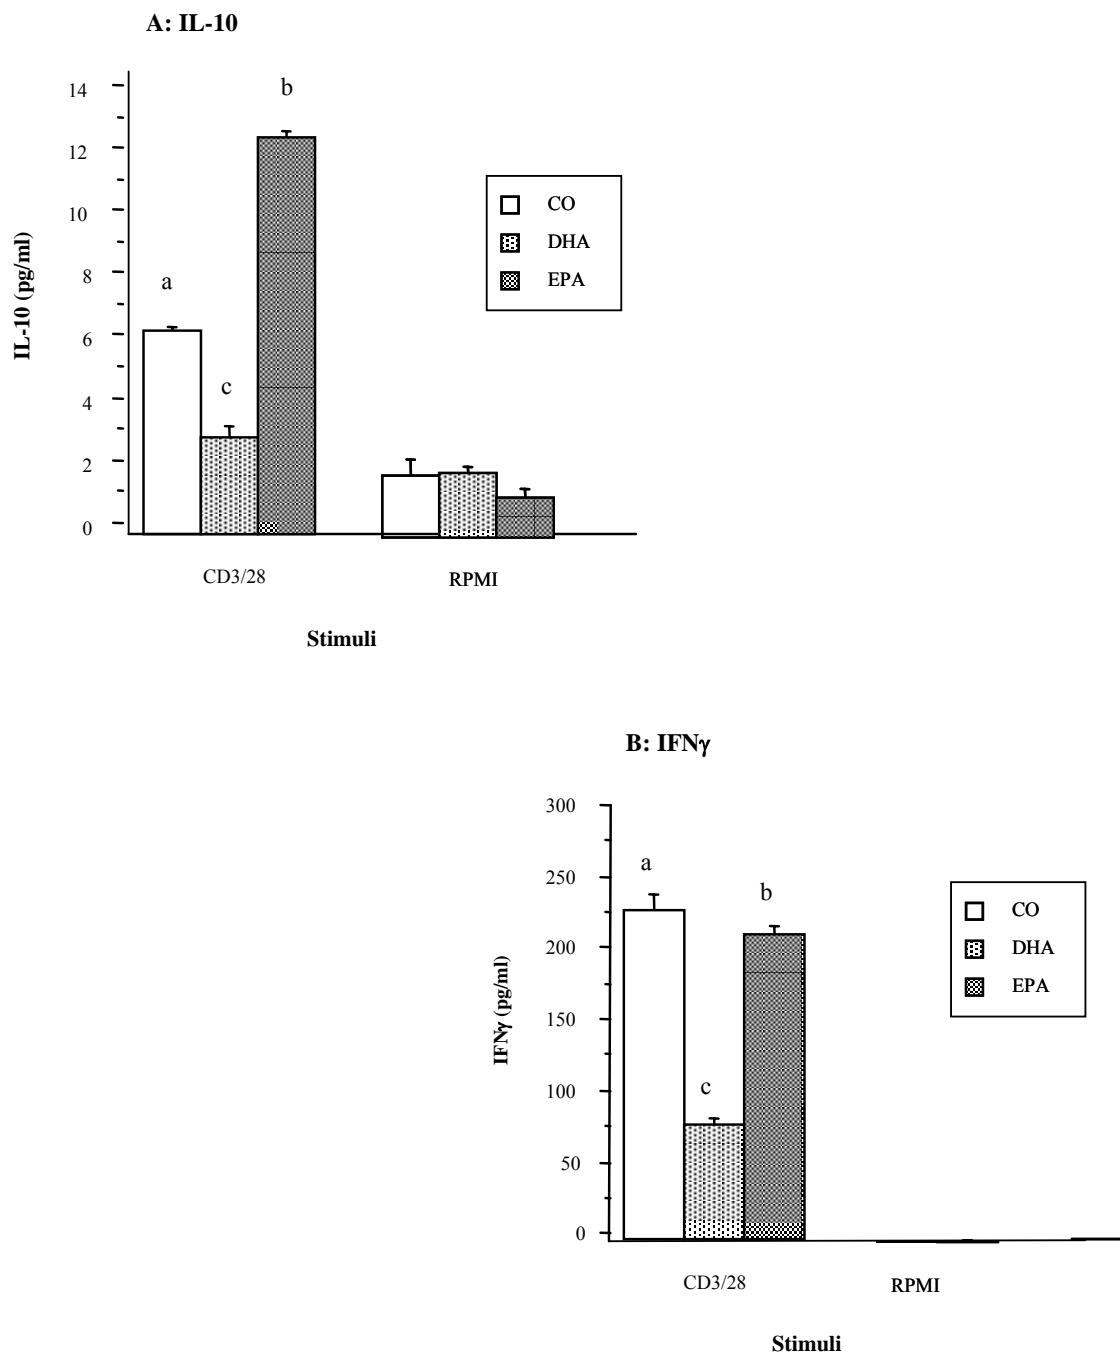 A: IL-10
14
12
10
8
6
4
2
0
IL-10 (pg/ml)
a
b
c
CO
DHA
EPA
CD3/28
RPMI
Stimuli
B: IFNγ
300
250
200
150
100
50
0
IFNγ (pg/ml)
a
b
c
CO
DHA
EPA
CD3/28
RPMI
Stimuli